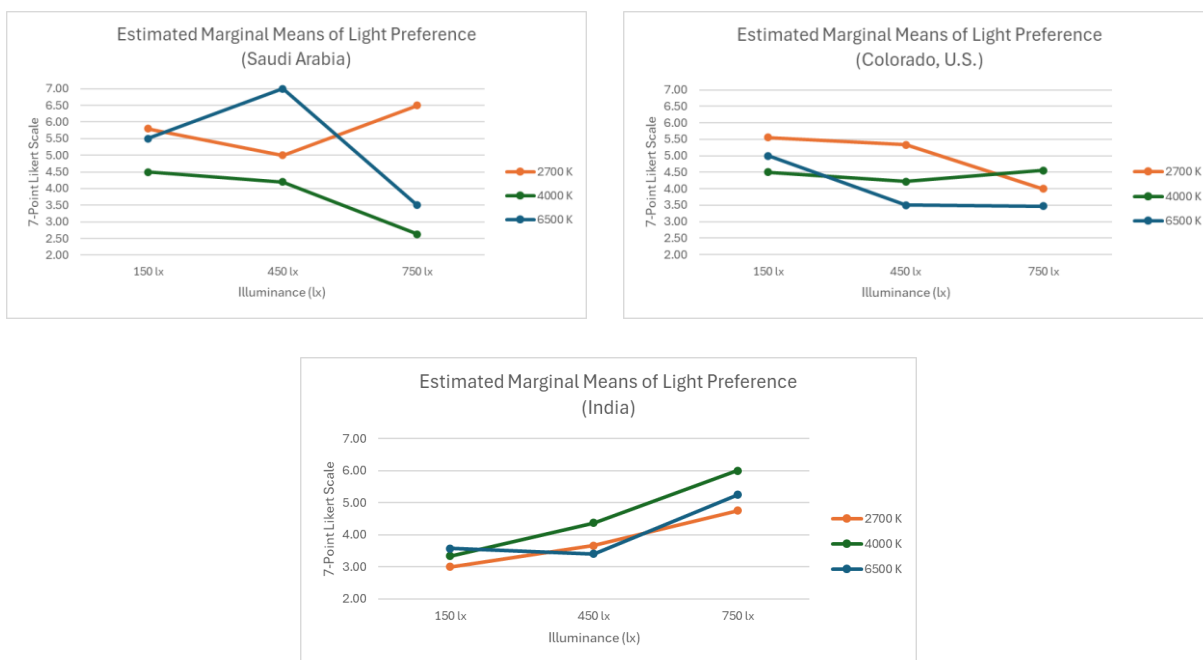 Estimated Marginal Means of Light Preference
(Saudi Arabia)
7-Point Likert Scale
7.00
6.50
6.00
5.50
5.00
4.50
4.00
3.50
3.00
2.50
2.00
150 lx
450 lx
750 lx
Illuminance (lx)
2700 K
4000 K
6500 K
Estimated Marginal Means of Light Preference
(Colorado, U.S.)
7-Point Likert Scale
7.00
6.50
6.00
5.50
5.00
4.50
4.00
3.50
3.00
2.50
2.00
150 lx
450 lx
750 lx
Illuminance (lx)
2700 K
4000 K
6500 K
Estimated Marginal Means of Light Preference
(India)
7-Point Likert Scale
7.00
6.00
5.00
4.00
3.00
2.00
150 lx
450 lx
750 lx
Illuminance (lx)
2700 K
4000 K
6500 K